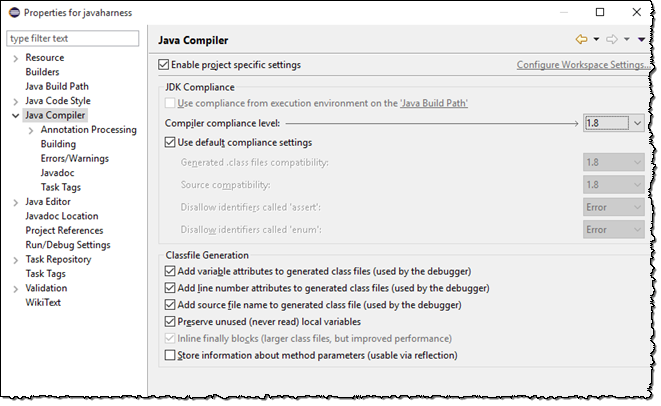 Properties for javaharness
type filter text
Resource
Builders
Java Build Path
Java Code Style
Java Compiler
Annotation Processing
Building
Errors/Warnings
Javadoc
Task Tags
Java Editor
Javadoc Location
Project References
Run/Debug Settings
Task Repository
Task Tags
Validation
WikiText
Java Compiler
Enable project specific settings
Configure Workspace Settings...
JDK Compliance
Use compliance from execution environment on the 'Java Build Path'
Compiler compliance level: 1.8
Use default compliance settings
Generated .class files compatibility: 1.8
Source compatibility: 1.8
Disallow identifiers called 'assert': Error
Disallow identifiers called 'enum': Error
Classfile Generation
Add variable attributes to generated class files (used by the debugger)
Add line number attributes to generated class files (used by the debugger)
Add source file name to generated class file (used by the debugger)
Preserve unused (never read) local variables
Inline finally blocks (larger class files, but improved performance)
Store information about method parameters (usable via reflection)